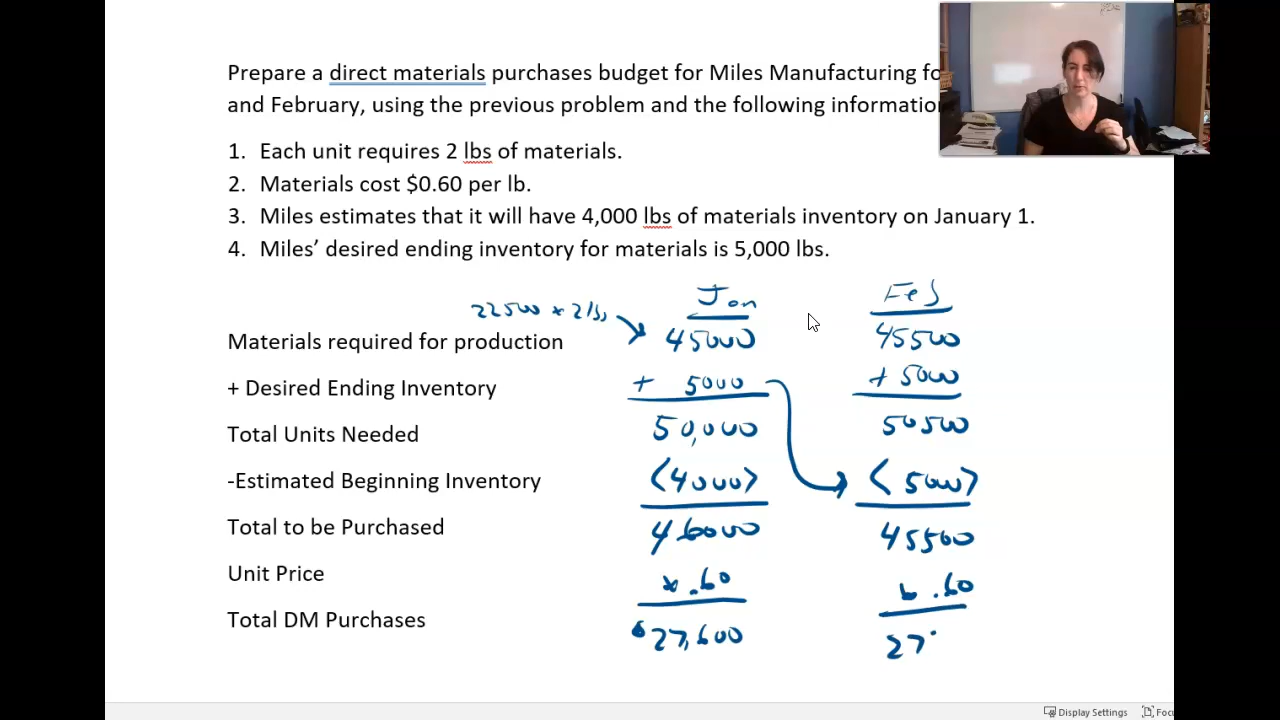 Prepare a direct materials purchases budget for Miles Manufacturing fo
and February, using the previous problem and the following information
1. Each unit requires 2 lbs of materials.
2. Materials cost $0.60 per lb.
3. Miles estimates that it will have 4,000 lbs of materials inventory on January 1.
4. Miles’ desired ending inventory for materials is 5,000 lbs.
Jan Feb
22500 x 2 lbs
Materials required for production 45000 45500
+ Desired Ending Inventory + 5000 + 5000
Total Units Needed 50,000 50500
-Estimated Beginning Inventory (4000) (5000)
Total to be Purchased 46000 45500
Unit Price x .60 .60
Total DM Purchases $27,600 27
Display Settings Focu